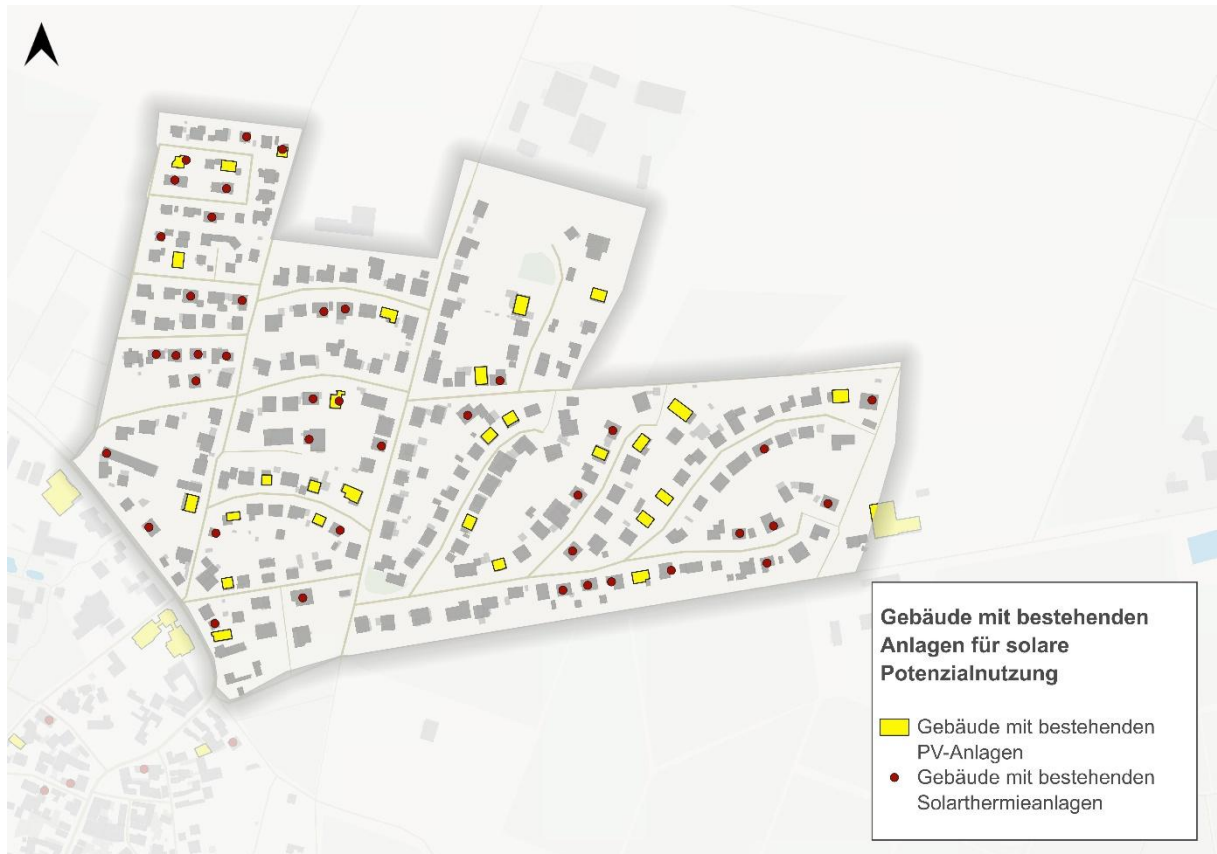 Gebäude mit bestehenden
Anlagen für solare
Potenzialnutzung
Gebäude mit bestehenden
PV-Anlagen
Gebäude mit bestehenden
Solarthermieanlagen